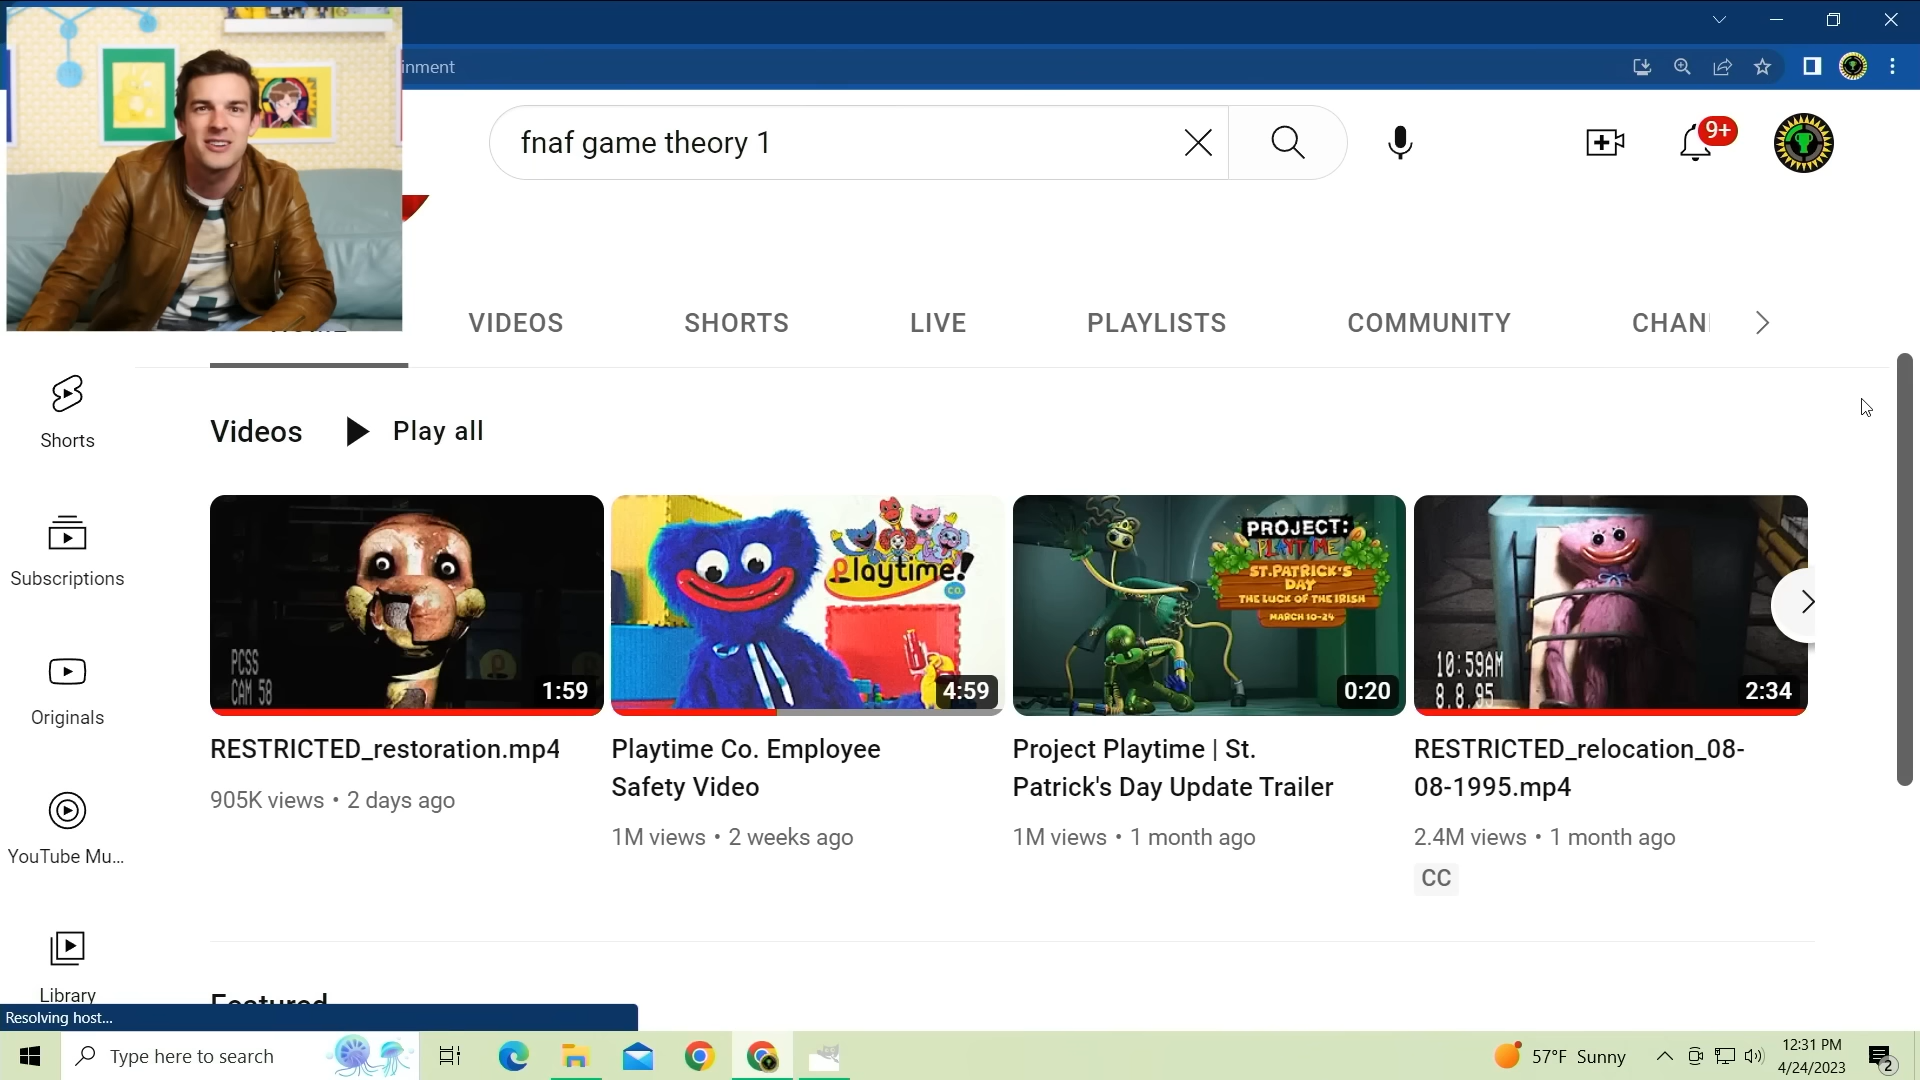 inment
fnaf game theory 1
9+
VIDEOS
SHORTS
LIVE
PLAYLISTS
COMMUNITY
CHAN
Shorts
Subscriptions
Originals
YouTube Mu...
Library
Videos
Play all
PCSS
CAM 58
1:59
Playtime!
CO.
4:59
PROJECT:
PLAYTIME
ST.PATRICK'S
DAY
THE LUCK OF THE IRISH
MARCH 10-24
0:20
10:59AM
8.8.95
2:34
RESTRICTED_restoration.mp4
905K views • 2 days ago
Playtime Co. Employee
Safety Video
1M views • 2 weeks ago
Project Playtime | St.
Patrick's Day Update Trailer
1M views • 1 month ago
RESTRICTED_relocation_08-
08-1995.mp4
2.4M views • 1 month ago
CC
Featured
Resolving host...
Type here to search
57°F Sunny
12:31 PM
4/24/2023
2